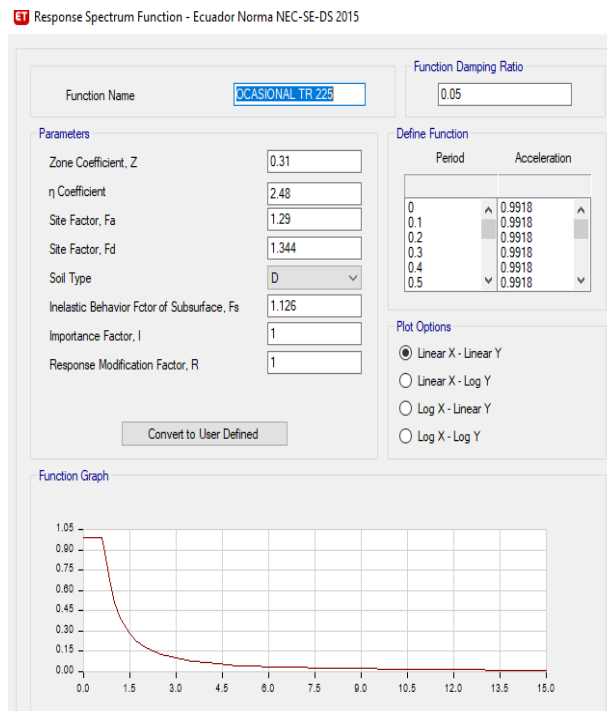 ET Response Spectrum Function - Ecuador Norma NEC-SE-DS 2015
Function Damping Ratio
Function Name OCASIONAL TR 225 0.05
Parameters
Zone Coefficient, Z 0.31
η Coefficient 2.48
Site Factor, Fa 1.29
Site Factor, Fd 1.344
Soil Type D
Inelastic Behavior Fctor of Subsurface, Fs 1.126
Importance Factor, I 1
Response Modification Factor, R 1
Convert to User Defined
Define Function
Period Acceleration
0 0.9918
0.1 0.9918
0.2 0.9918
0.3 0.9918
0.4 0.9918
0.5 0.9918
Plot Options
Linear X - Linear Y
Linear X - Log Y
Log X - Linear Y
Log X - Log Y
Function Graph
1.05
0.90
0.75
0.60
0.45
0.30
0.15
0.00
0.0 1.5 3.0 4.5 6.0 7.5 9.0 10.5 12.0 13.5 15.0